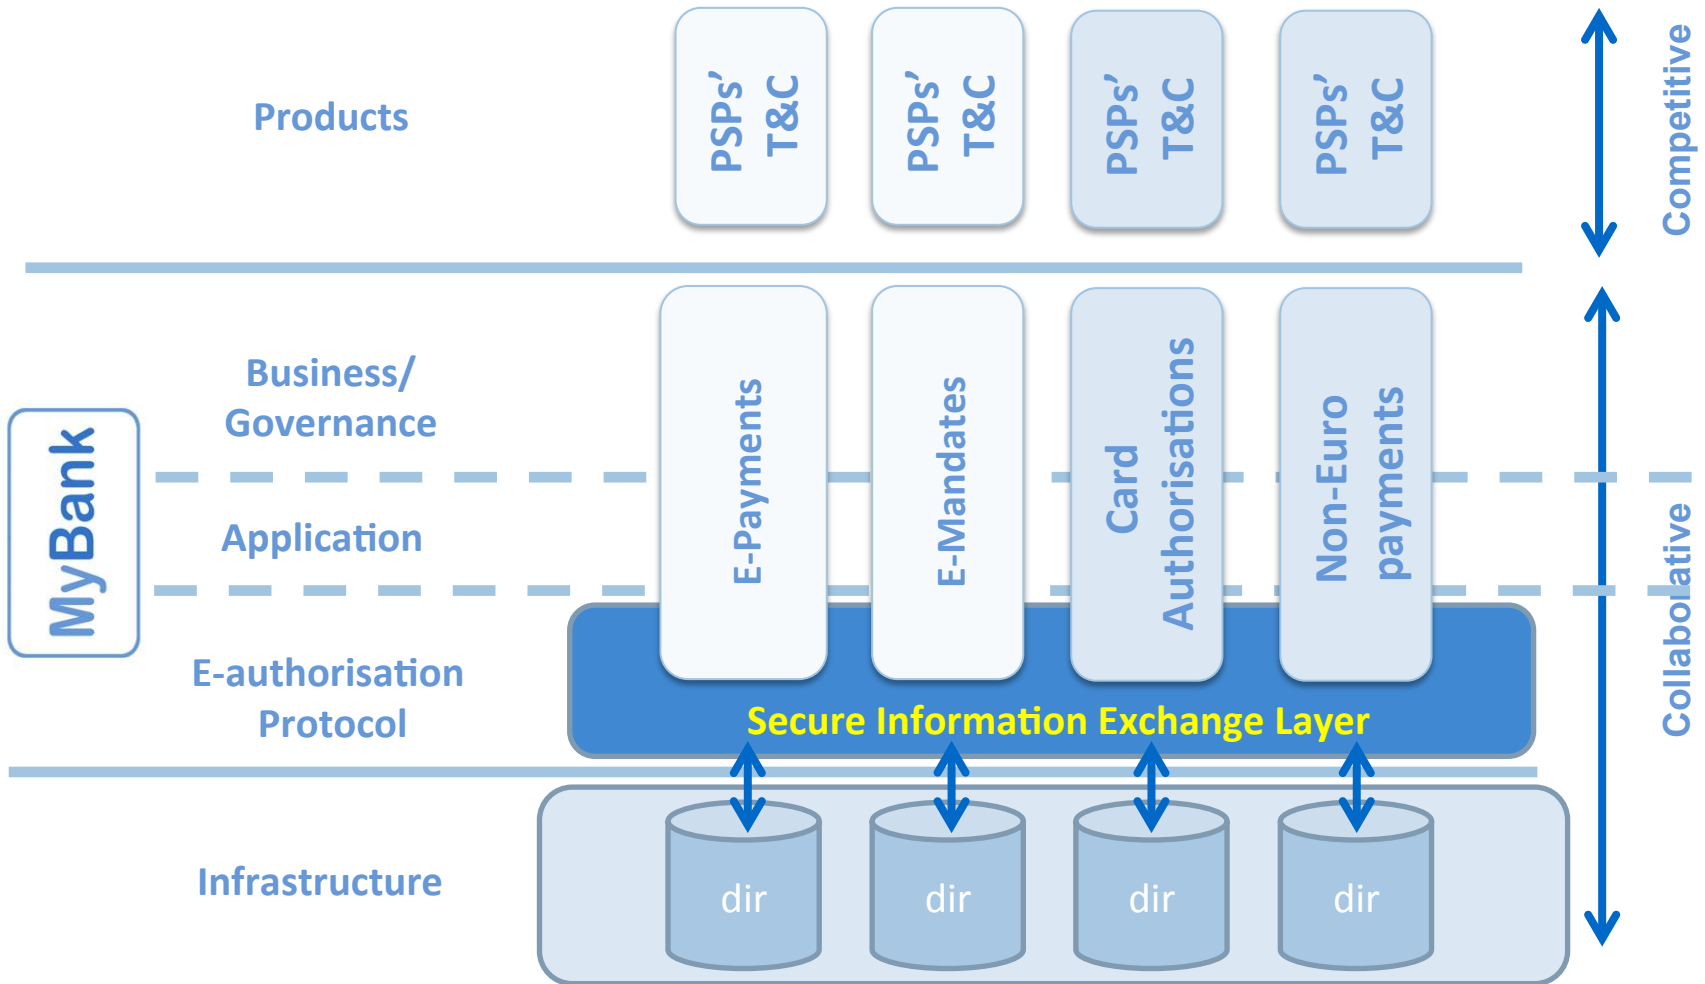 Products
PSPs’
T&C
PSPs’
T&C
PSPs’
T&C
PSPs’
T&C
Competitive
MyBank
Business/
Governance
Application
E-authorisation
Protocol
E-Payments
E-Mandates
Card
Authorisations
Non-Euro
payments
Collaborative
Secure Information Exchange Layer
Infrastructure
dir
dir
dir
dir